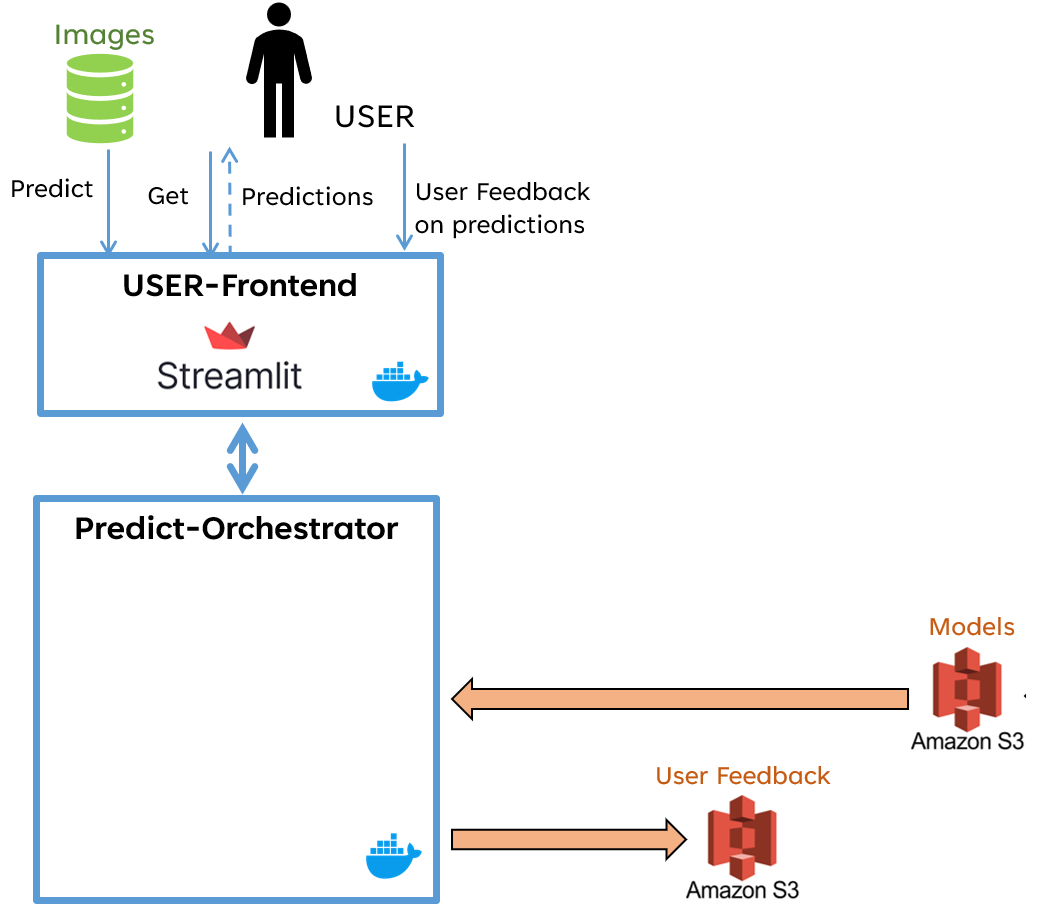 Images
USER
Predict
Get
Predictions
User Feedback
on predictions
USER-Frontend
Streamlit
Predict-Orchestrator
Models
Amazon S3
User Feedback
Amazon S3